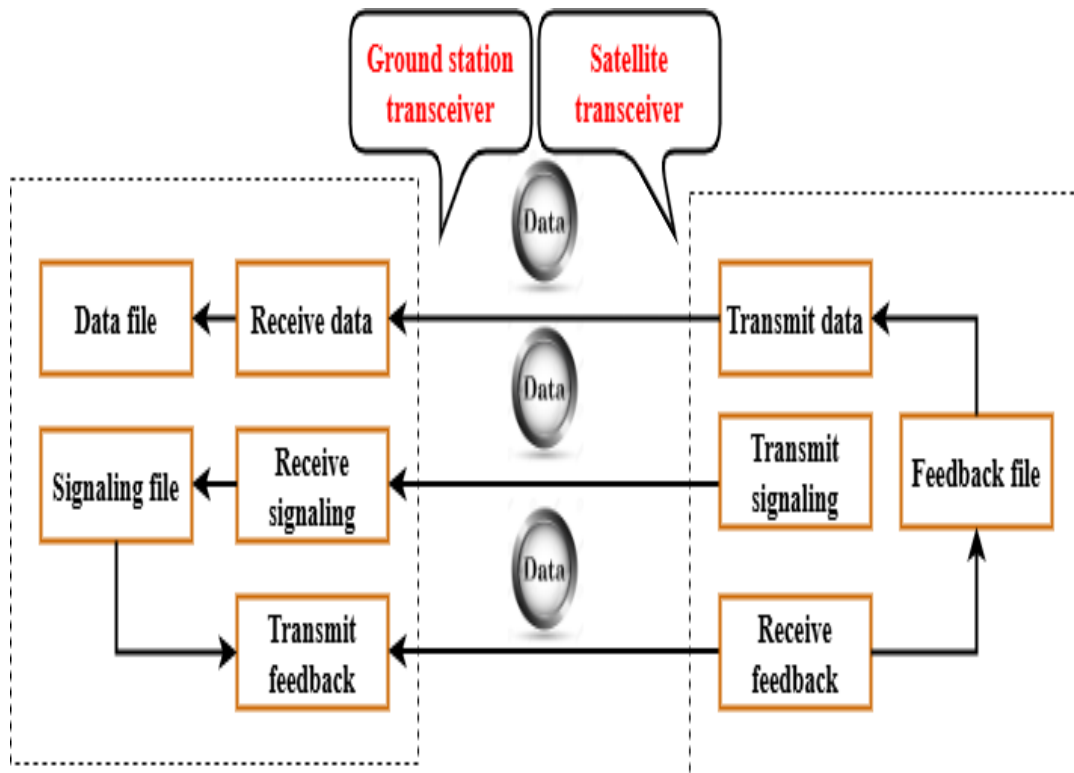 Ground station
transceiver
Satellite
transceiver
Data
Data file
Receive data
Transmit data
Data
Signaling file
Receive
signaling
Transmit
signaling
Feedback file
Data
Transmit
feedback
Receive
feedback